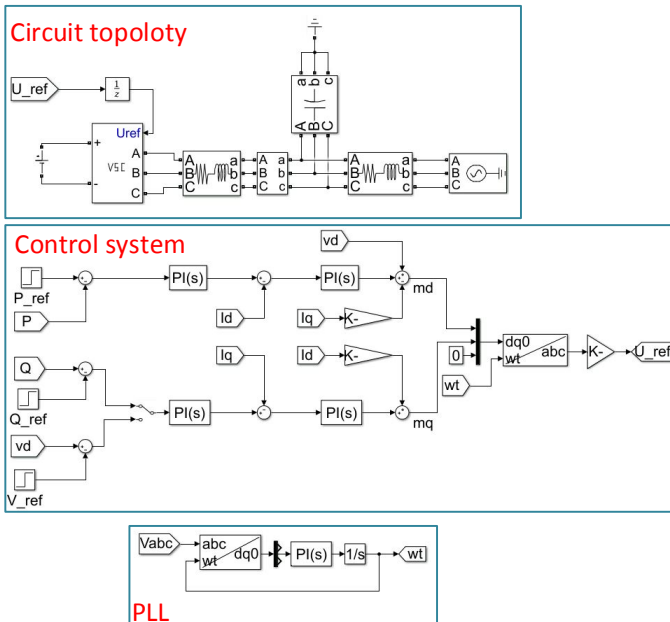 Circuit topoloty
U_ref
1
z
Uref
+
-
VSC
A
B
C
A
B
C
a
b
c
A
B
C
a
b
c
a b c
A B C
A
B
C
a
b
c
A
B
C
Control system
P_ref
P
PI(s)
Id
PI(s)
Iq
K-
vd
md
Q
Q_ref
vd
V_ref
PI(s)
Iq
PI(s)
Id
K-
mq
0
wt
dq0
wt
abc
K-
U_ref
Vabc
abc
wt
dq0
PI(s)
1/s
wt
PLL